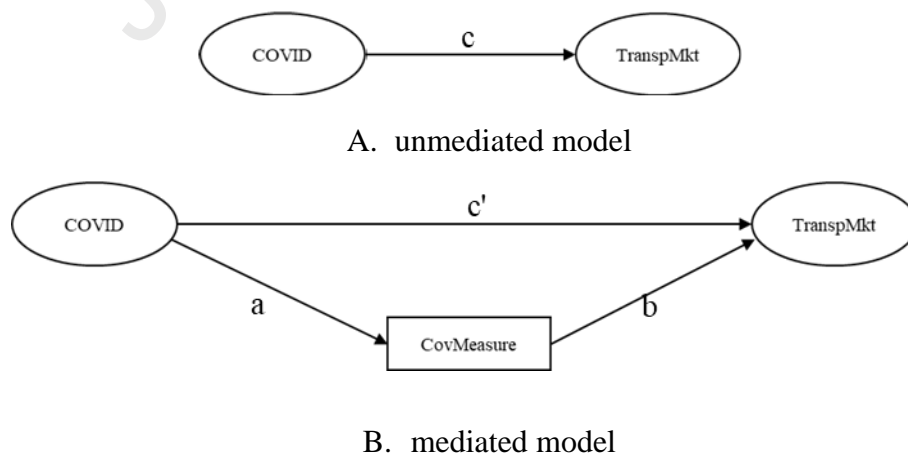 COVID
c
TranspMkt
A. unmediated model
COVID
c'
TranspMkt
a
b
CovMeasure
B. mediated model